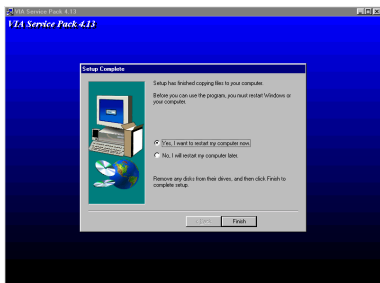 VIA Service Pack 4.13
VIA Service Pack 4.13
Setup Complete
Setup has finished copying files to your computer.
Before you can use the program, you must restart Windows or
your computer.
Yes, I want to restart my computer now.
No, I will restart my computer later.
Remove any disks from their drives, and then click Finish to
complete setup.
< Back
Finish